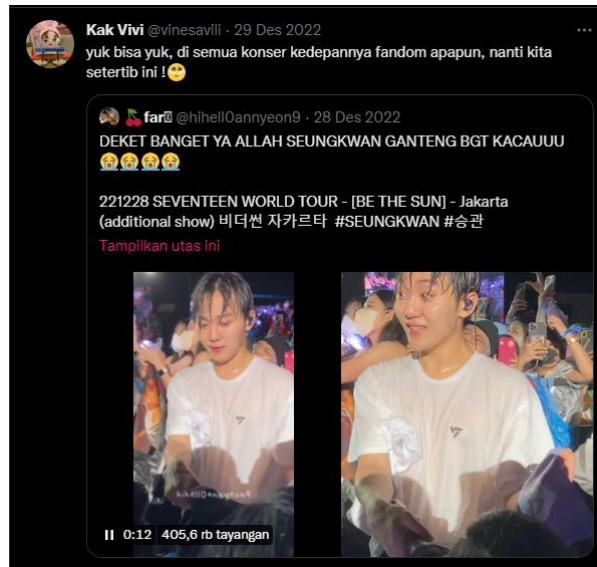 Kak Vivi @vinesavili · 29 Des 2022
yuk bisa yuk, di semua konser kedepannya fandom apapun, nanti kita
setertib ini !🥺
🍒far @hihell0annyeon9 · 28 Des 2022
DEKET BANGET YA ALLAH SEUNGKWAN GANTENG BGT KACAUUU
😭😭😭😭
221228 SEVENTEEN WORLD TOUR - [BE THE SUN] - Jakarta
(additional show) 비더썬 자카르타 #SEUNGKWAN #승관
Tampilkan utas ini
hihell0annyeon9
0:12 405,6 rb tayangan